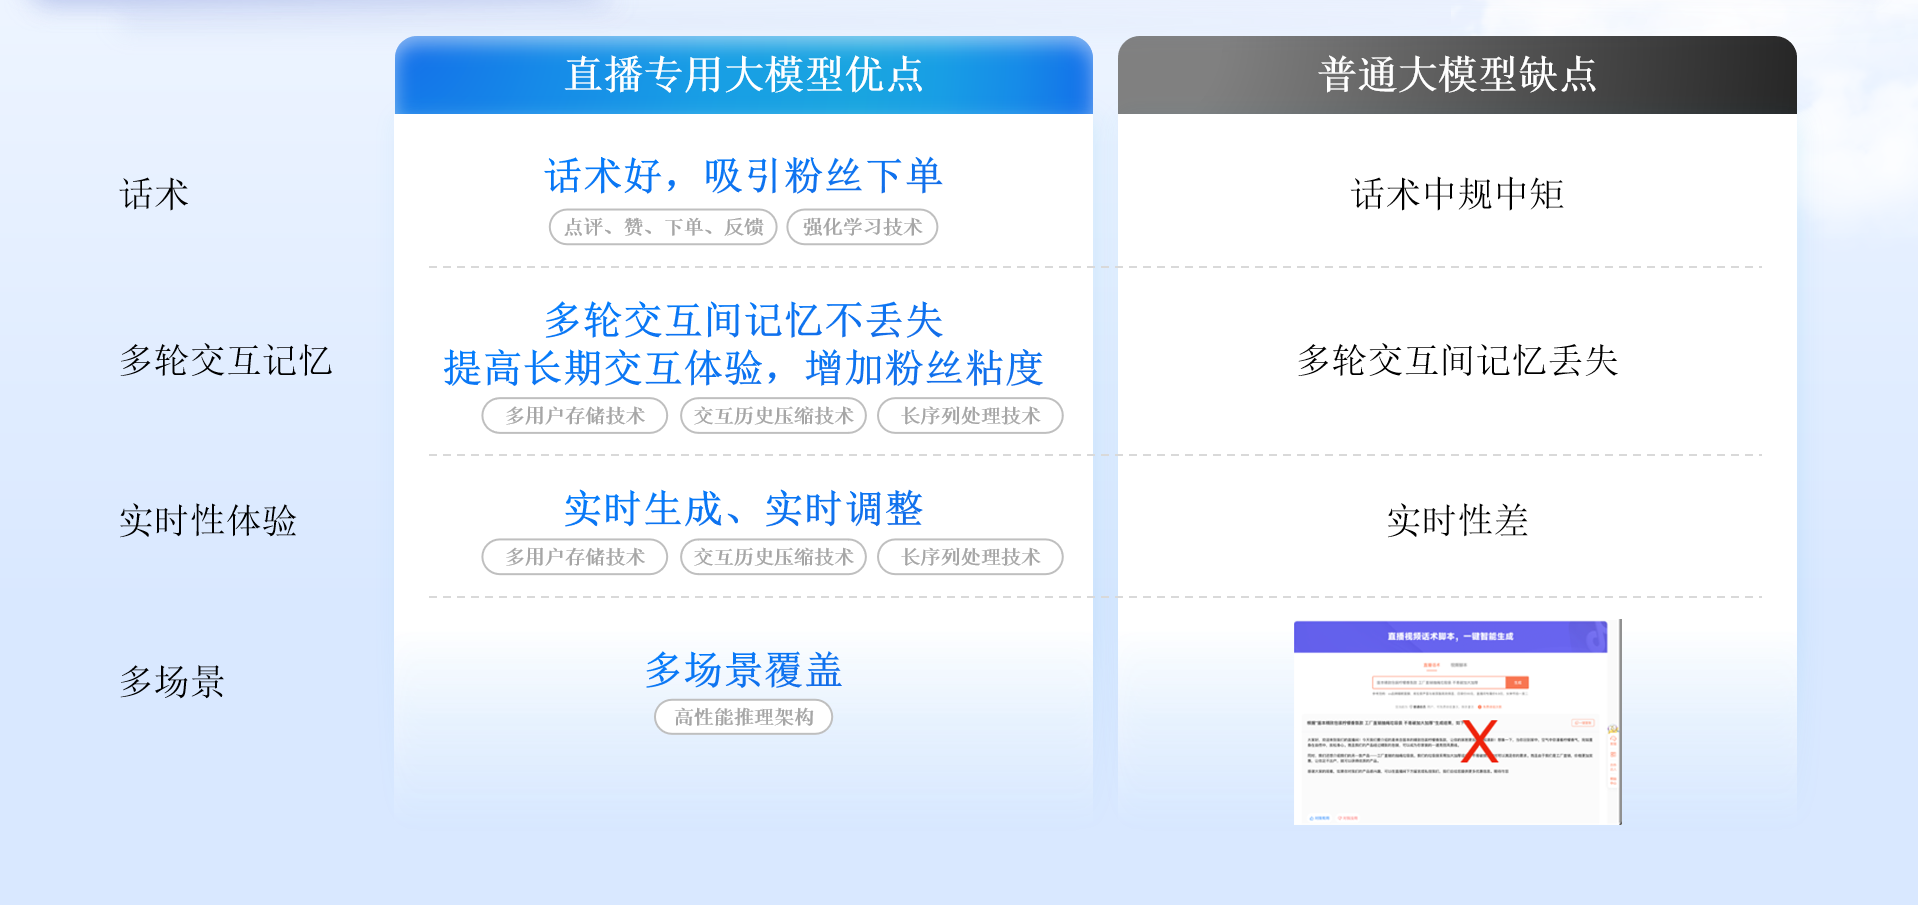 直播专用大模型优点
普通大模型缺点
话术
话术好，吸引粉丝下单
点评、赞、下单、反馈
强化学习技术
话术中规中矩
多轮交互记忆
多轮交互间记忆不丢失
提高长期交互体验，增加粉丝粘度
多用户存储技术
交互历史压缩技术
长序列处理技术
多轮交互间记忆丢失
实时性体验
实时生成、实时调整
多用户存储技术
交互历史压缩技术
长序列处理技术
实时性差
多场景
多场景覆盖
高性能推理架构
直播视频话术脚本，一键智能生成
X